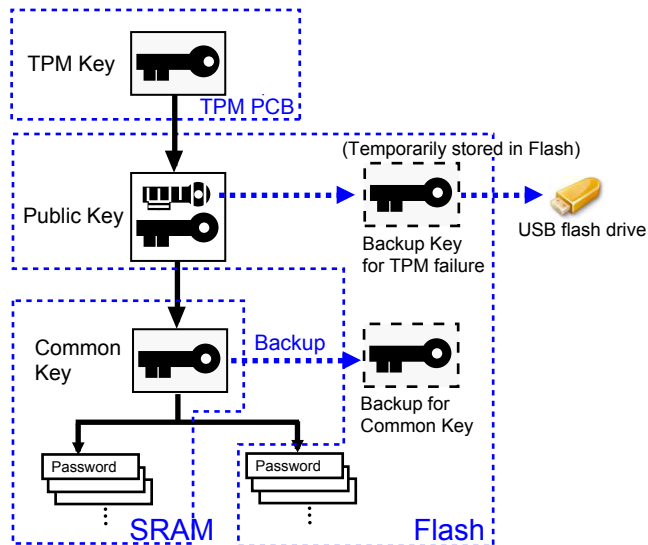 TPM Key
TPM PCB
(Temporarily stored in Flash)
Public Key
Backup Key
for TPM failure
USB flash drive
Common
Key
Backup
Backup for
Common Key
Password
Password
SRAM
Flash